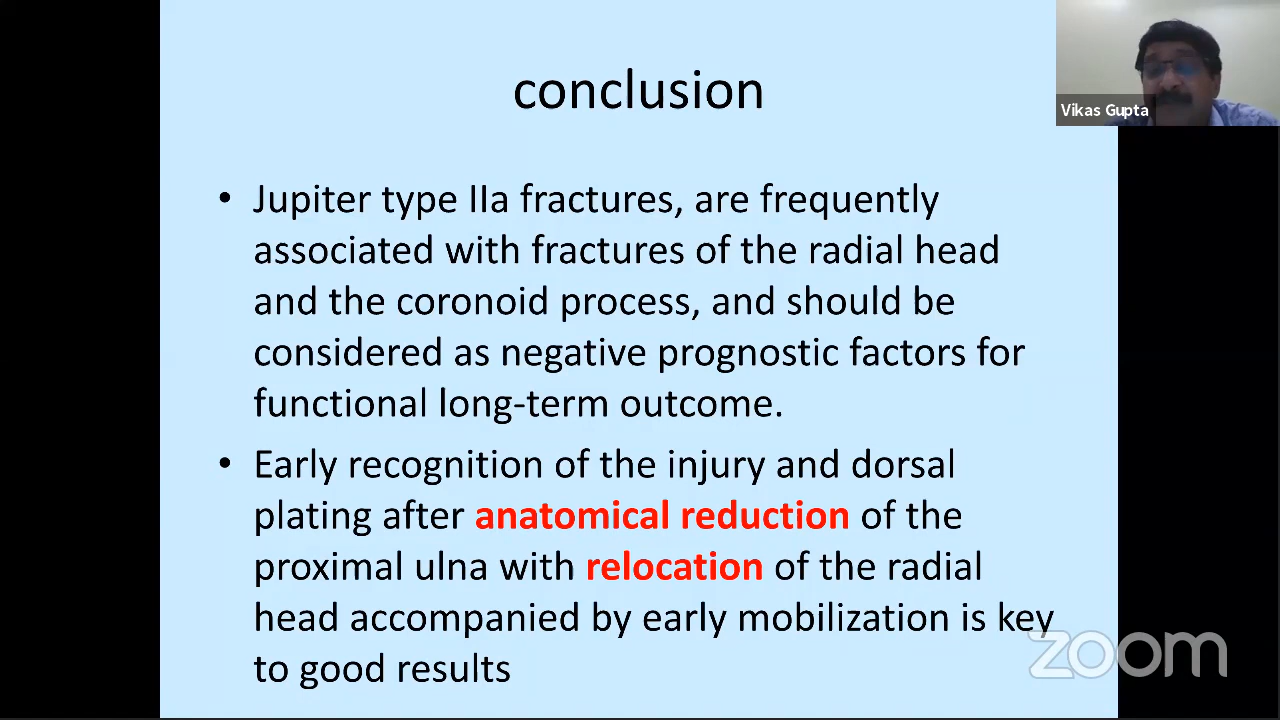 conclusion
Vikas Gupta
• Jupiter type IIa fractures, are frequently
associated with fractures of the radial head
and the coronoid process, and should be
considered as negative prognostic factors for
functional long-term outcome.
• Early recognition of the injury and dorsal
plating after anatomical reduction of the
proximal ulna with relocation of the radial
head accompanied by early mobilization is key
to good results
zoom